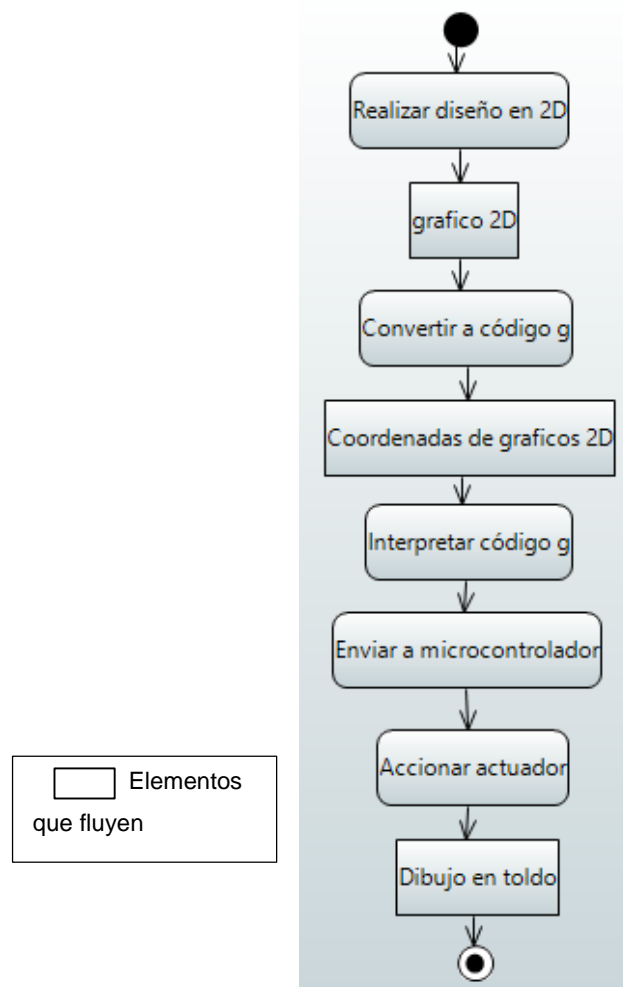 Realizar diseño en 2D
grafico 2D
Convertir a código g
Coordenadas de graficos 2D
Interpretar código g
Enviar a microcontrolador
Accionar actuador
Dibujo en toldo
Elementos
que fluyen